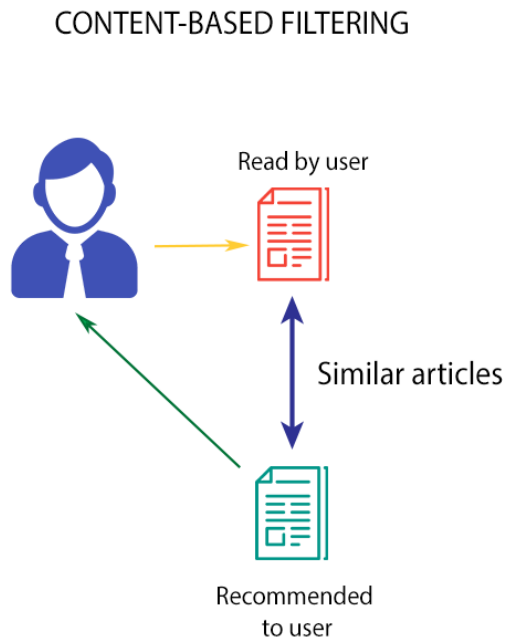 CONTENT-BASED FILTERING
Read by user
Similar articles
Recommended
to user